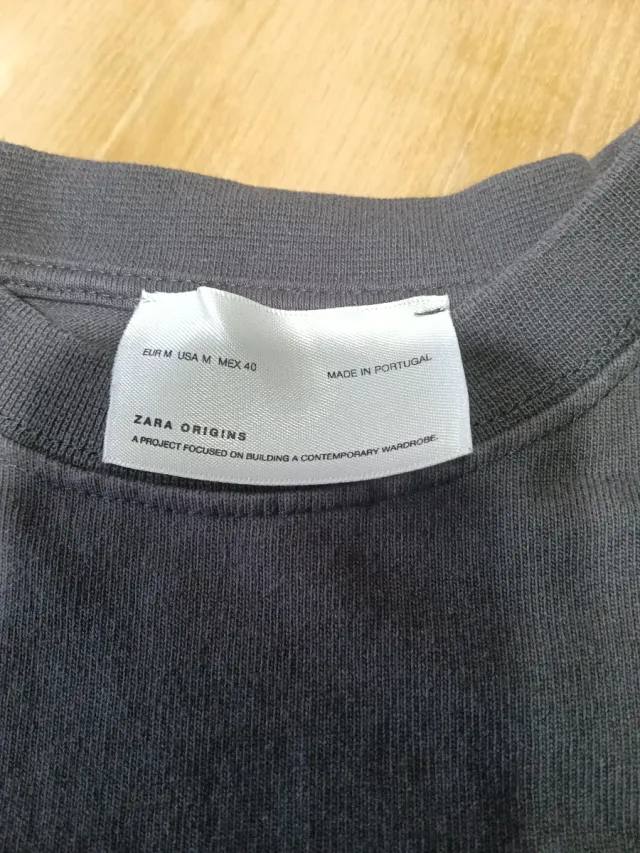 EUR M USA M MEX 40
MADE IN PORTUGAL
ZARA ORIGINS
A PROJECT FOCUSED ON BUILDING A CONTEMPORARY WARDROBE.